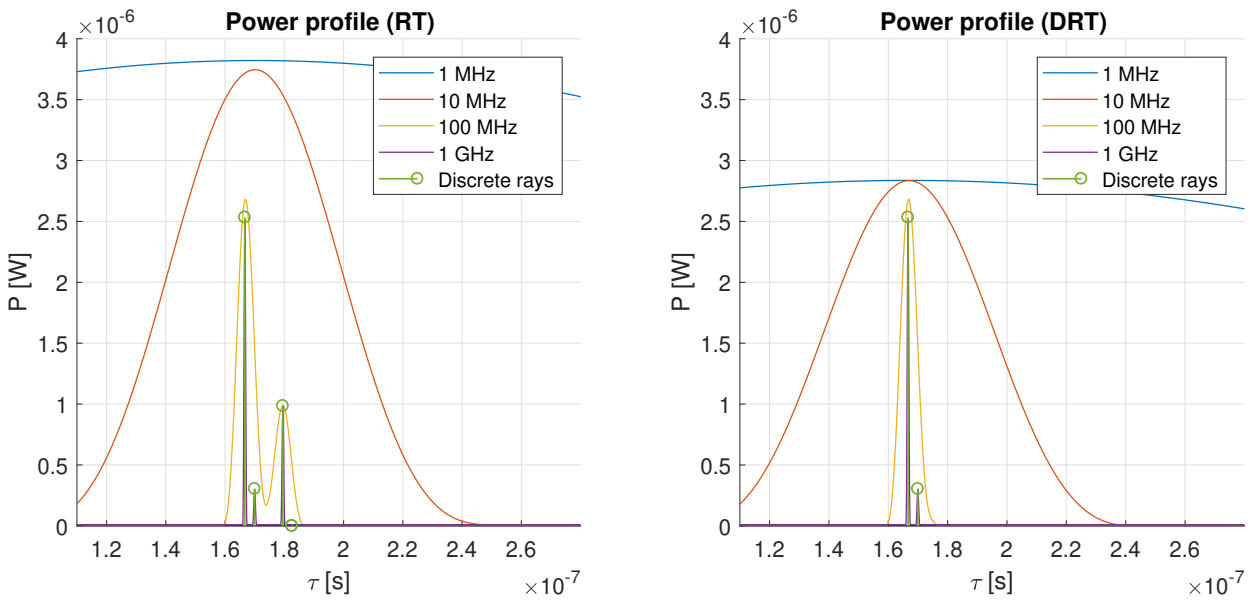 Power profile (RT)
×10⁻⁶
4
3.5
3
2.5
2
1.5
1
0.5
0
P [W]
1 MHz
10 MHz
100 MHz
1 GHz
Discrete rays
1.2 1.4 1.6 1.8 2 2.2 2.4 2.6
τ [s]
×10⁻⁷
Power profile (DRT)
×10⁻⁶
4
3.5
3
2.5
2
1.5
1
0.5
0
P [W]
1 MHz
10 MHz
100 MHz
1 GHz
Discrete rays
1.2 1.4 1.6 1.8 2 2.2 2.4 2.6
τ [s]
×10⁻⁷